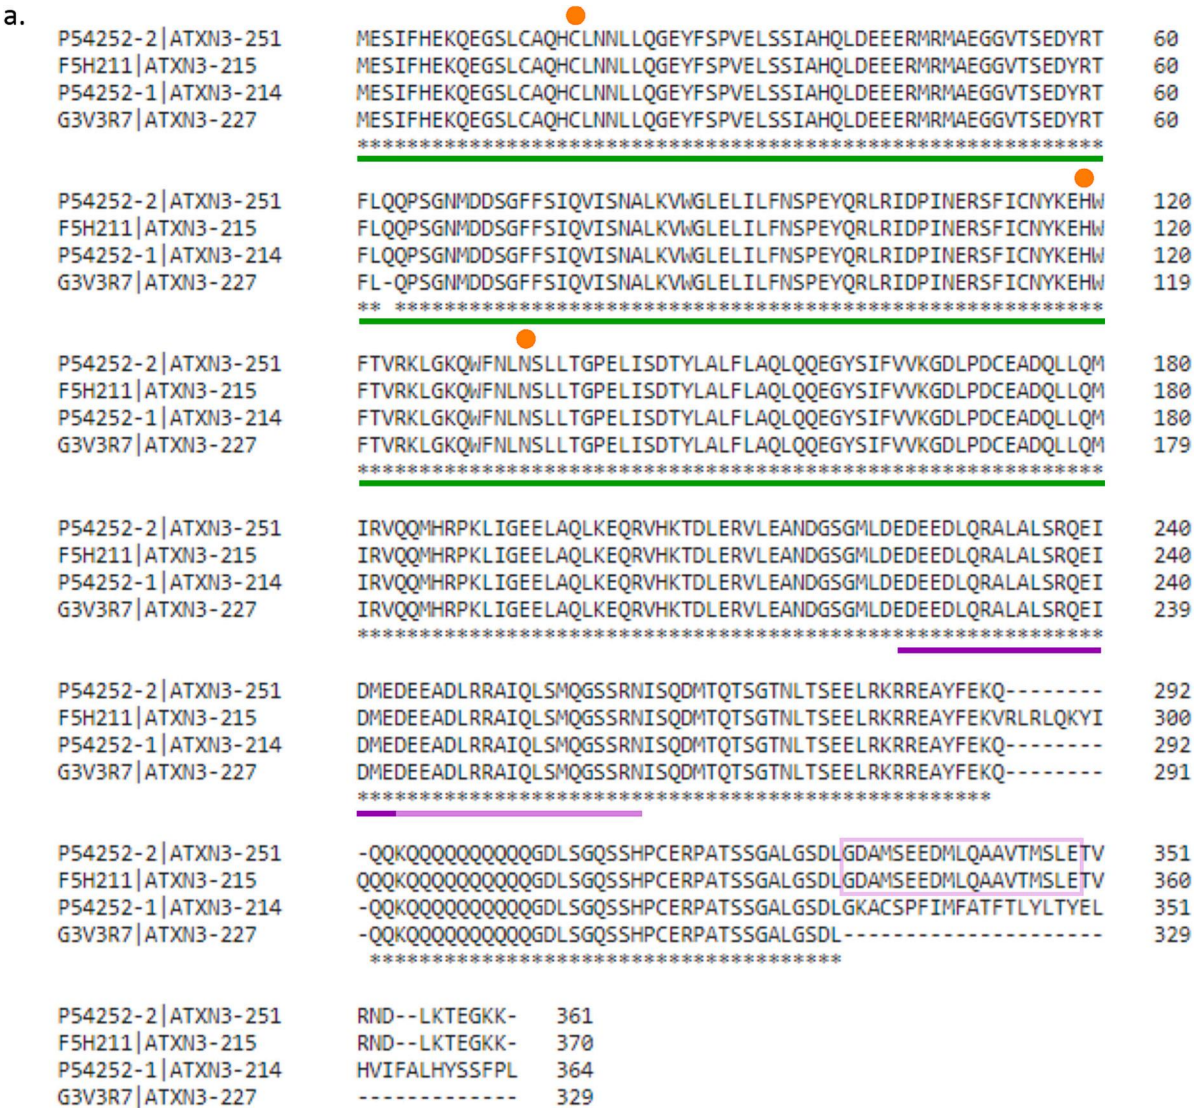 a.
P54252-2|ATXN3-251 MESIFHEKQEGSLCAQHCLNNLLQGEYFSPVELSSIAHQLDEEERMRMAEGGVTSEDYRT 60
F5H211|ATXN3-215 MESIFHEKQEGSLCAQHCLNNLLQGEYFSPVELSSIAHQLDEEERMRMAEGGVTSEDYRT 60
P54252-1|ATXN3-214 MESIFHEKQEGSLCAQHCLNNLLQGEYFSPVELSSIAHQLDEEERMRMAEGGVTSEDYRT 60
G3V3R7|ATXN3-227 MESIFHEKQEGSLCAQHCLNNLLQGEYFSPVELSSIAHQLDEEERMRMAEGGVTSEDYRT 60
************************************************************
P54252-2|ATXN3-251 FLQQPSGNMDDSGFFSIQVISNALKVWGLELILFNSPEYQRLRIDPINERSFICNYKEHW 120
F5H211|ATXN3-215 FLQQPSGNMDDSGFFSIQVISNALKVWGLELILFNSPEYQRLRIDPINERSFICNYKEHW 120
P54252-1|ATXN3-214 FLQQPSGNMDDSGFFSIQVISNALKVWGLELILFNSPEYQRLRIDPINERSFICNYKEHW 120
G3V3R7|ATXN3-227 FL-QPSGNMDDSGFFSIQVISNALKVWGLELILFNSPEYQRLRIDPINERSFICNYKEHW 119
** *********************************************************
P54252-2|ATXN3-251 FTVRKLGKQWFNLNSLLTGPELISDTYLALFLAQLQQEGYSIFVVKGDLPDCEADQLLQM 180
F5H211|ATXN3-215 FTVRKLGKQWFNLNSLLTGPELISDTYLALFLAQLQQEGYSIFVVKGDLPDCEADQLLQM 180
P54252-1|ATXN3-214 FTVRKLGKQWFNLNSLLTGPELISDTYLALFLAQLQQEGYSIFVVKGDLPDCEADQLLQM 180
G3V3R7|ATXN3-227 FTVRKLGKQWFNLNSLLTGPELISDTYLALFLAQLQQEGYSIFVVKGDLPDCEADQLLQM 179
************************************************************
P54252-2|ATXN3-251 IRVQQMHRPKLIGEELAQLKEQRVHKTDLERVLEANDGSGMLDEDEEDLQRALALSRQEI 240
F5H211|ATXN3-215 IRVQQMHRPKLIGEELAQLKEQRVHKTDLERVLEANDGSGMLDEDEEDLQRALALSRQEI 240
P54252-1|ATXN3-214 IRVQQMHRPKLIGEELAQLKEQRVHKTDLERVLEANDGSGMLDEDEEDLQRALALSRQEI 240
G3V3R7|ATXN3-227 IRVQQMHRPKLIGEELAQLKEQRVHKTDLERVLEANDGSGMLDEDEEDLQRALALSRQEI 239
************************************************************
P54252-2|ATXN3-251 DMEDEEADLRRAIQLSMQGSSRNISQDMTQTSGTNLTSEELRKRREAYFEKQ-------- 292
F5H211|ATXN3-215 DMEDEEADLRRAIQLSMQGSSRNISQDMTQTSGTNLTSEELRKRREAYFEKVRLRLQKYI 300
P54252-1|ATXN3-214 DMEDEEADLRRAIQLSMQGSSRNISQDMTQTSGTNLTSEELRKRREAYFEKQ-------- 292
G3V3R7|ATXN3-227 DMEDEEADLRRAIQLSMQGSSRNISQDMTQTSGTNLTSEELRKRREAYFEKQ-------- 291
***************************************************
P54252-2|ATXN3-251 -QQKQQQQQQQQQQGDLSGQSSHPCERPATSSGALGSDLGDAMSEEDMLQAAVTMSLETV 351
F5H211|ATXN3-215 QQQKQQQQQQQQQQGDLSGQSSHPCERPATSSGALGSDLGDAMSEEDMLQAAVTMSLETV 360
P54252-1|ATXN3-214 -QQKQQQQQQQQQQGDLSGQSSHPCERPATSSGALGSDLGKACSPFIMFATFTLYLTYEL 351
G3V3R7|ATXN3-227 -QQKQQQQQQQQQQGDLSGQSSHPCERPATSSGALGSDL--------------------- 329
**************************************
P54252-2|ATXN3-251 RND--LKTEGKK- 361
F5H211|ATXN3-215 RND--LKTEGKK- 370
P54252-1|ATXN3-214 HVIFALHYSSFPL 364
G3V3R7|ATXN3-227 ------------- 329